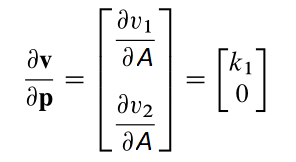 ∂v/∂p = [∂v₁/∂A ; ∂v₂/∂A] = [k₁ ; 0]